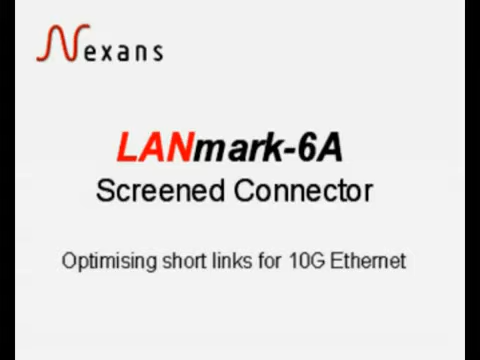 Nexans
LANmark-6A
Screened Connector
Optimising short links for 10G Ethernet